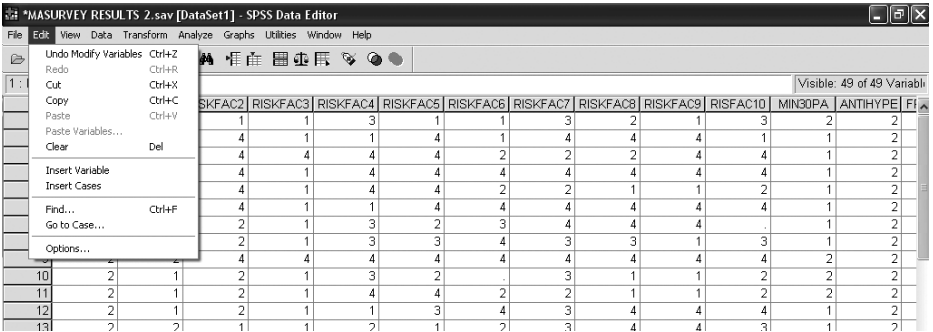 *MASURVEY RESULTS 2.sav [DataSet1] - SPSS Data Editor
File Edit View Data Transform Analyze Graphs Utilities Window Help
Undo Modify Variables Ctrl+Z
Redo Ctrl+R
Cut Ctrl+X
Copy Ctrl+C
Paste Ctrl+V
Paste Variables...
Clear Del
Insert Variable
Insert Cases
Find... Ctrl+F
Go to Case...
Options...
1 :
Visible: 49 of 49 Variabl
SKFAC2 RISKFAC3 RISKFAC4 RISKFAC5 RISKFAC6 RISKFAC7 RISKFAC8 RISKFAC9 RISFAC10 MIN30PA ANTIHYPE
1 1 3 1 1 3 2 1 3 2 2
4 1 1 4 1 4 4 4 1 1 2
4 4 4 4 2 2 2 4 4 1 2
4 1 4 4 2 2 1 1 2 1 2
4 1 1 4 4 4 4 4 4 1 2
2 1 3 2 3 4 4 4 . 1 2
2 1 3 3 4 3 3 1 3 1 2
9 2 2 4 4 4 4 4 4 4 4 4 2 2
10 2 1 2 1 3 2 . 3 1 1 2 2 2
11 2 1 2 1 4 4 2 2 1 1 2 2 2
12 2 1 2 1 1 3 4 3 4 4 4 1 2
13 2 2 1 1 2 1 2 3 4 4 3 1 2